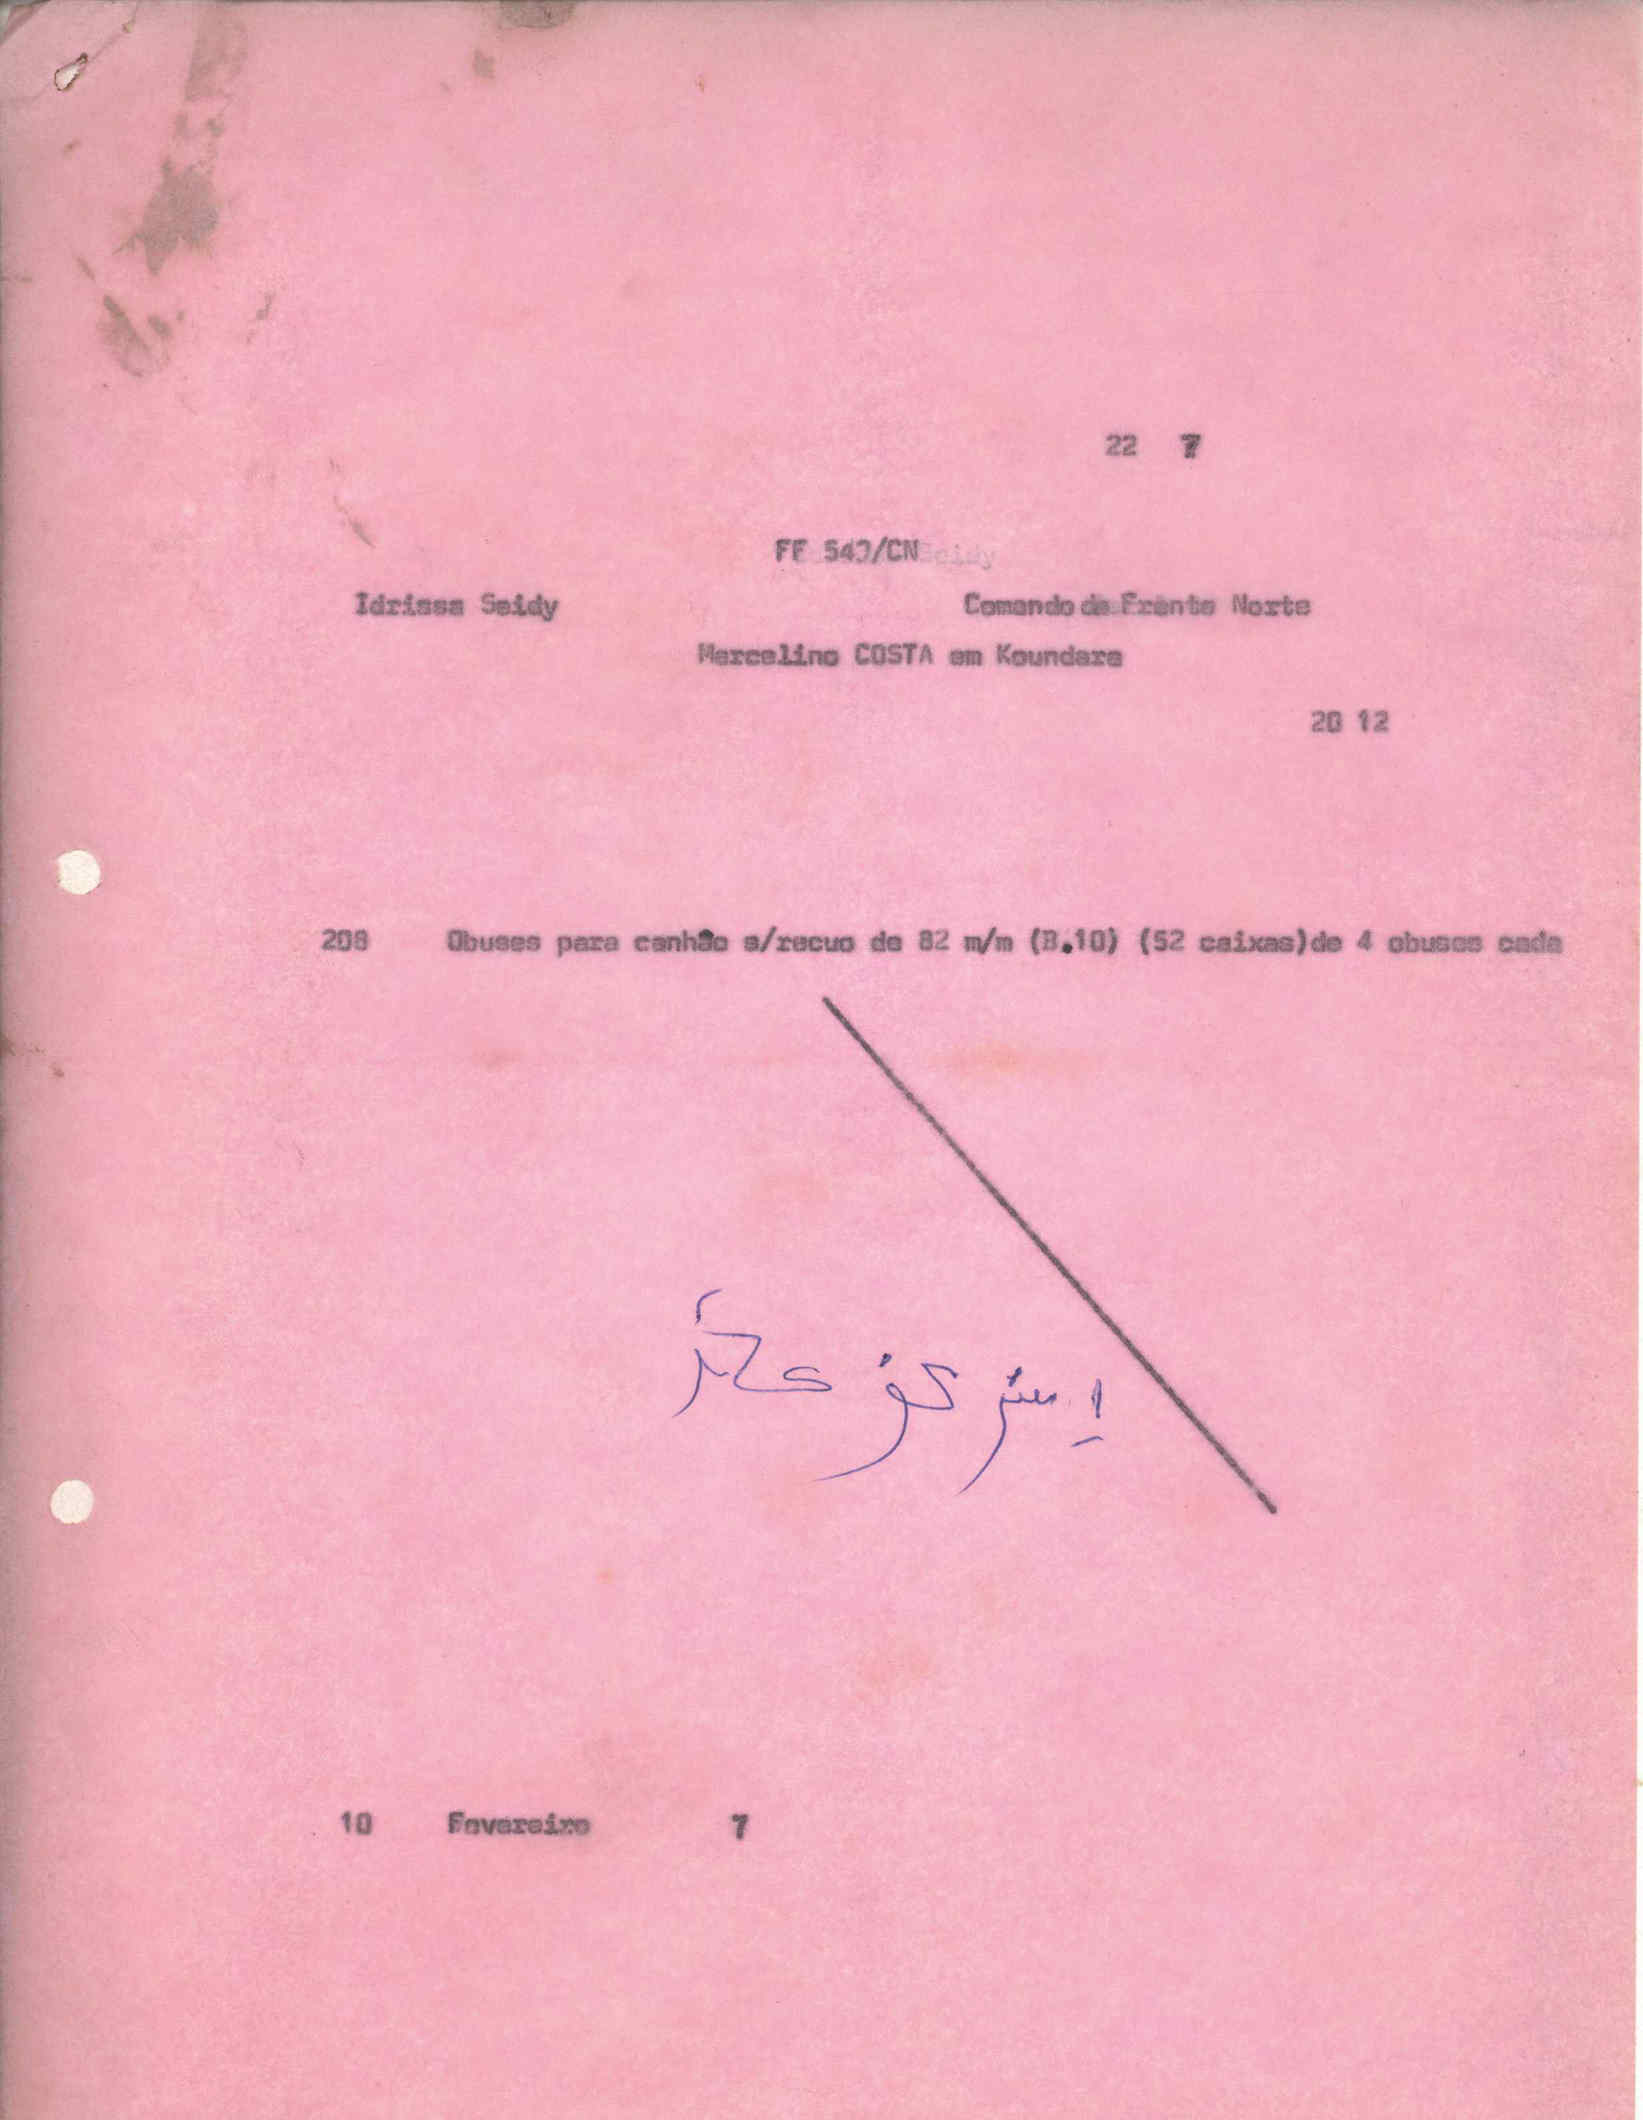 22 7
FF 540/CN
Idrissa Seidy Comando da Frente Norte
Marcelino COSTA em Koundara
20 12
208 Obuses para canhão s/recuo de 82 m/m (B.10) (52 caixas)de 4 obuses cada
10 Fevereiro 7